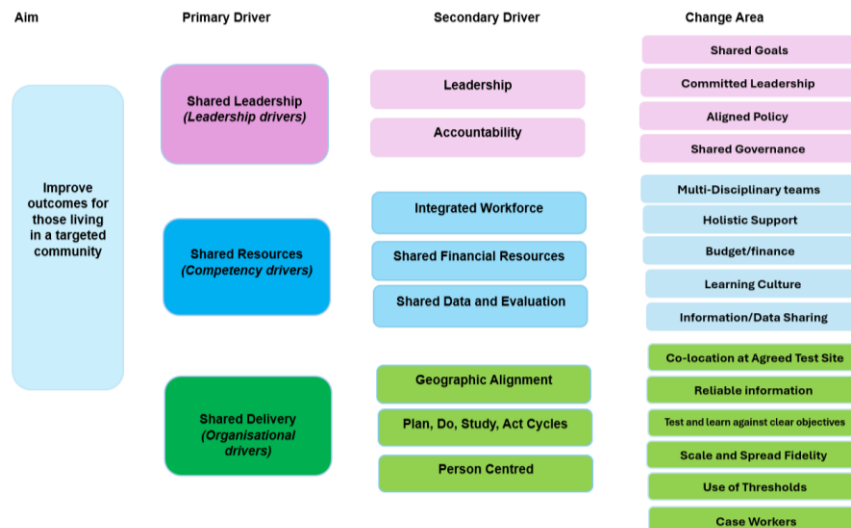 Aim
Primary Driver
Secondary Driver
Change Area
Improve
outcomes for
those living
in a targeted
community
Shared Leadership
(Leadership drivers)
Leadership
Accountability
Shared Goals
Committed Leadership
Aligned Policy
Shared Governance
Shared Resources
(Competency drivers)
Integrated Workforce
Shared Financial Resources
Shared Data and Evaluation
Multi-Disciplinary teams
Holistic Support
Budget/finance
Learning Culture
Information/Data Sharing
Shared Delivery
(Organisational
drivers)
Geographic Alignment
Plan, Do, Study, Act Cycles
Person Centred
Co-location at Agreed Test Site
Reliable information
Test and learn against clear objectives
Scale and Spread Fidelity
Use of Thresholds
Case Workers